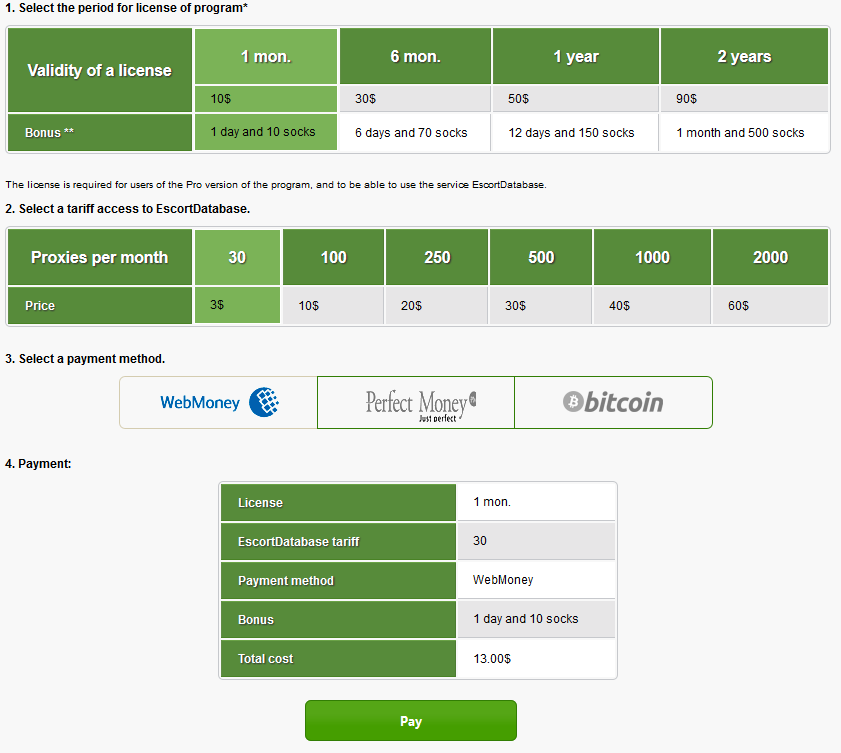 1. Select the period for license of program*
Validity of a license
1 mon.
6 mon.
1 year
2 years
10$
30$
50$
90$
Bonus **
1 day and 10 socks
6 days and 70 socks
12 days and 150 socks
1 month and 500 socks
The license is required for users of the Pro version of the program, and to be able to use the service EscortDatabase.
2. Select a tariff access to EscortDatabase.
Proxies per month
30
100
250
500
1000
2000
Price
3$
10$
20$
30$
40$
60$
3. Select a payment method.
WebMoney
Perfect Money
Just perfect
bitcoin
4. Payment:
License
1 mon.
EscortDatabase tariff
30
Payment method
WebMoney
Bonus
1 day and 10 socks
Total cost
13.00$
Pay